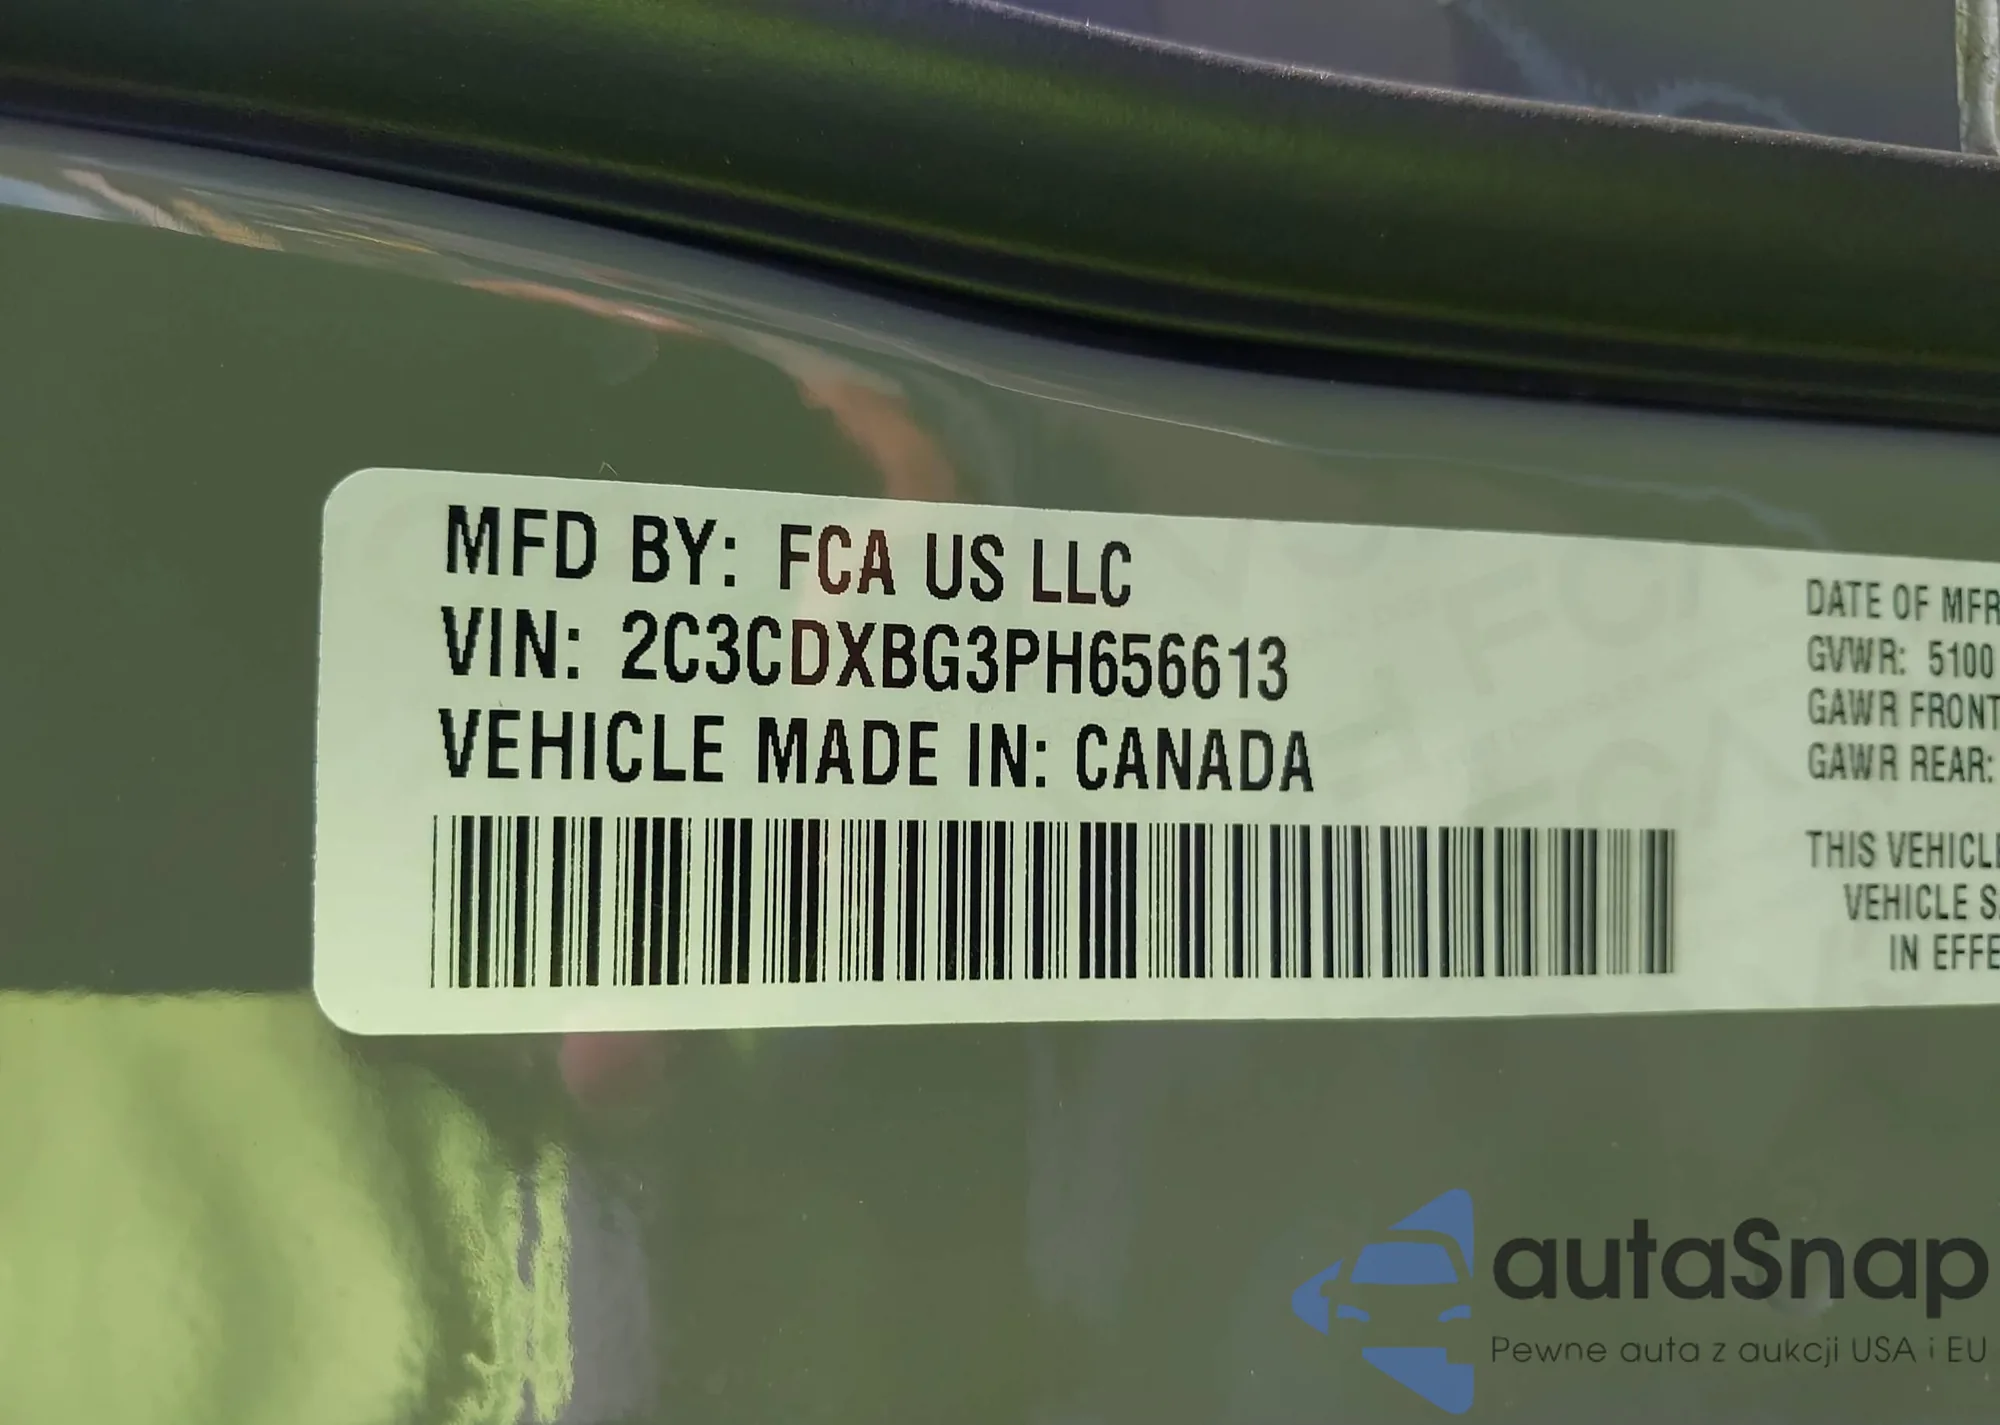 MFD BY: FCA US LLC
VIN: 2C3CDXBG3PH656613
VEHICLE MADE IN: CANADA
DATE OF MFR
GVWR: 5100
GAWR FRONT
GAWR REAR:
THIS VEHICLE
VEHICLE S
IN EFFE
autaSnap
Pewne auta z aukcji USA i EU